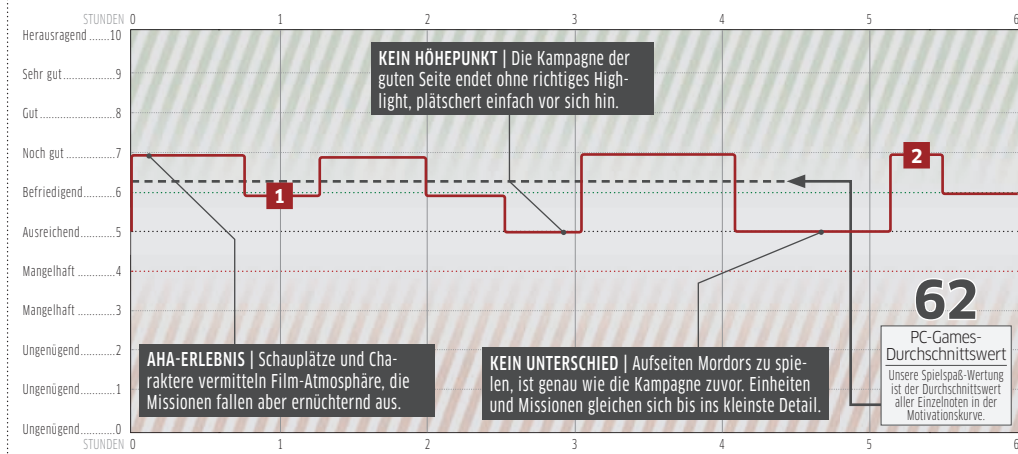 STUNDEN 0 1 2 3 4 5 6
Herausragend.......10
Sehr gut...............9
Gut......................8
Noch gut..............7
Befriedigend........6
Ausreichend.........5
Mangelhaft ............4
Mangelhaft ............3
Ungenügend...........2
Ungenügend...........1
Ungenügend...........0
STUNDEN 0 1 2 3 4 5 6
KEIN HÖHEPUNKT | Die Kampagne der
guten Seite endet ohne richtiges High-
light, plätschert einfach vor sich hin.
1
2
AHA-ERLEBNIS | Schauplätze und Cha-
raktere vermitteln Film-Atmosphäre, die
Missionen fallen aber ernüchternd aus.
KEIN UNTERSCHIED | Aufseiten Mordors zu spie-
len, ist genau wie die Kampagne zuvor. Einheiten
und Missionen gleichen sich bis ins kleinste Detail.
62
PC-Games-
Durchschnittswert
Unsere Spielspaß-Wertung
ist der Durchschnittswert
aller Einzelnoten in der
Motivationskurve.